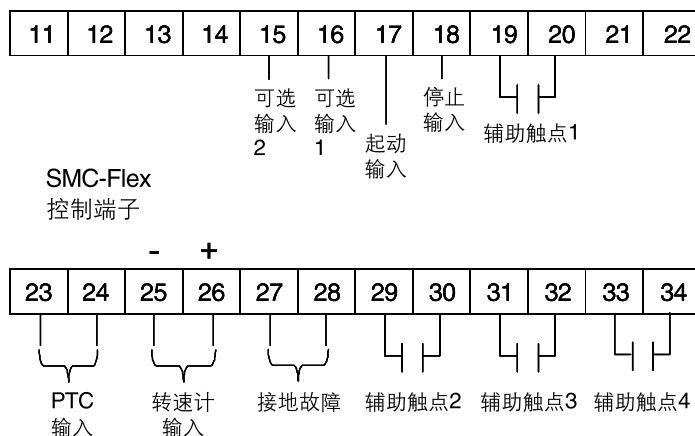 11 12 13 14 15 16 17 18 19 20 21 22
可选
输入
2
可选
输入
1
起动
输入
停止
输入
辅助触点1
SMC-Flex
控制端子
- +
23 24 25 26 27 28 29 30 31 32 33 34
PTC
输入
转速计
输入
接地故障
辅助触点2
辅助触点3
辅助触点4